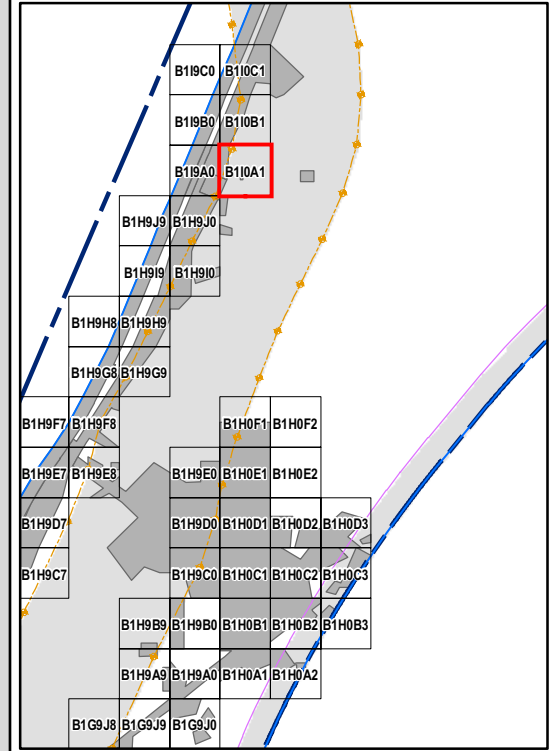 B1I9C0 B1I0C1
B1I9B0 B1I0B1
B1I9A0 B1I0A1
B1H9J9 B1H9J0
B1H9I9 B1H9I0
B1H9H8 B1H9H9
B1H9G8 B1H9G9
B1H9F7 B1H9F8 B1H0F1 B1H0F2
B1H9E7 B1H9E8 B1H9E0 B1H0E1 B1H0E2
B1H9D7 B1H9D0 B1H0D1 B1H0D2 B1H0D3
B1H9C7 B1H9C0 B1H0C1 B1H0C2 B1H0C3
B1H9B9 B1H9B0 B1H0B1 B1H0B2 B1H0B3
B1H9A9 B1H9A0 B1H0A1 B1H0A2
B1G9J8 B1G9J9 B1G9J0